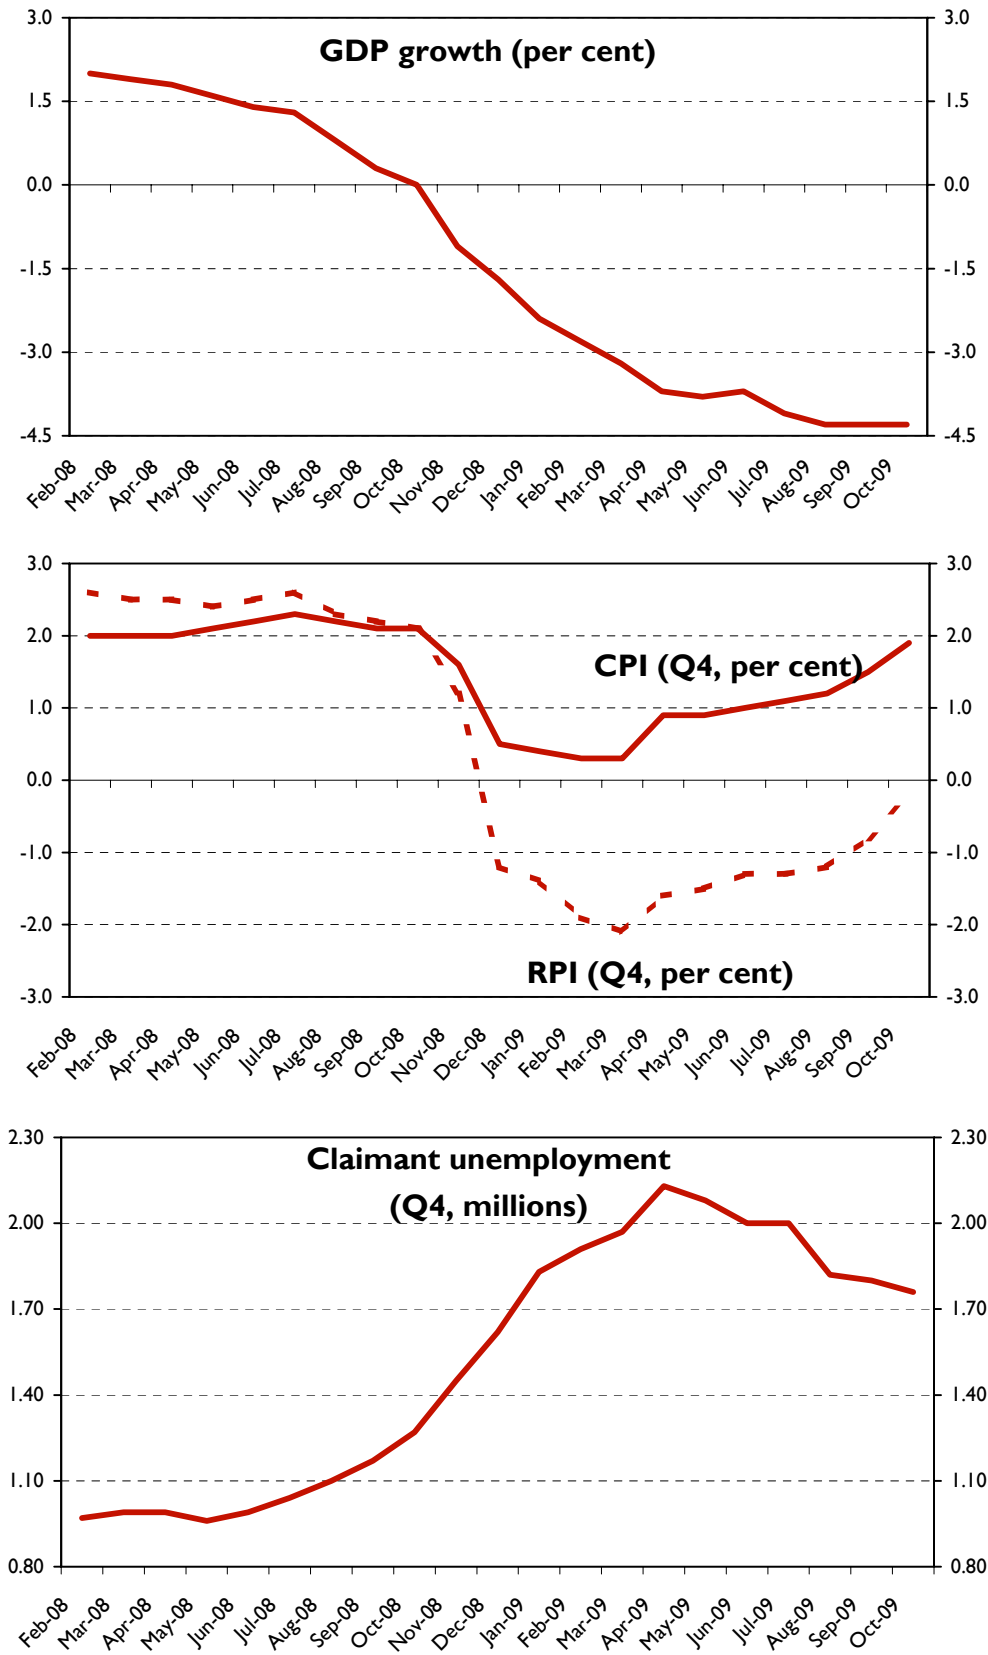 GDP growth (per cent)
3.0 3.0
1.5 1.5
0.0 0.0
-1.5 -1.5
-3.0 -3.0
-4.5 -4.5
Feb-08 Mar-08 Apr-08 May-08 Jun-08 Jul-08 Aug-08 Sep-08 Oct-08 Nov-08 Dec-08 Jan-09 Feb-09 Mar-09 Apr-09 May-09 Jun-09 Jul-09 Aug-09 Sep-09 Oct-09
3.0 3.0
2.0 2.0
CPI (Q4, per cent)
1.0 1.0
0.0 0.0
-1.0 -1.0
-2.0 -2.0
RPI (Q4, per cent)
-3.0 -3.0
Feb-08 Mar-08 Apr-08 May-08 Jun-08 Jul-08 Aug-08 Sep-08 Oct-08 Nov-08 Dec-08 Jan-09 Feb-09 Mar-09 Apr-09 May-09 Jun-09 Jul-09 Aug-09 Sep-09 Oct-09
2.30 2.30
Claimant unemployment
(Q4, millions)
2.00 2.00
1.70 1.70
1.40 1.40
1.10 1.10
0.80 0.80
Feb-08 Mar-08 Apr-08 May-08 Jun-08 Jul-08 Aug-08 Sep-08 Oct-08 Nov-08 Dec-08 Jan-09 Feb-09 Mar-09 Apr-09 May-09 Jun-09 Jul-09 Aug-09 Sep-09 Oct-09